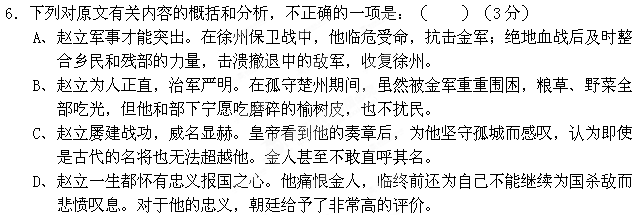 6. 下列对原文有关内容的概括和分析，不正确的一项是：（　　）（3分）
A、赵立军事才能突出。在徐州保卫战中，他临危受命，抗击金军；绝地血战后及时整
合乡民和残部的力量，击溃撤退中的敌军，收复徐州。
B、赵立为人正直，治军严明。在孤守楚州期间，虽然被金军重重围困，粮草、野菜全
部吃光，但他和部下宁愿吃磨碎的榆树皮，也不扰民。
C、赵立屡建战功，威名显赫。皇帝看到他的奏章后，为他坚守孤城而感叹，认为即使
是古代的名将也无法超越他。金人甚至不敢直呼其名。
D、赵立一生都怀有忠义报国之心。他痛恨金人，临终前还为自己不能继续为国杀敌而
悲愤叹息。对于他的忠义，朝廷给予了非常高的评价。